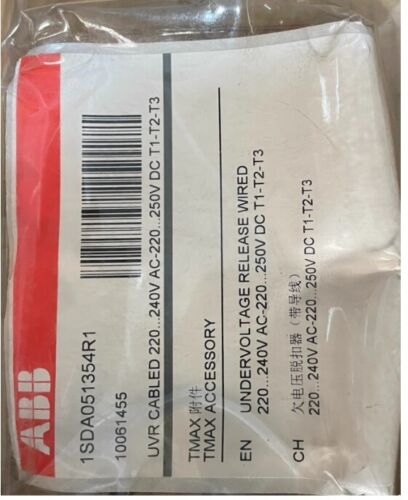 ABB
1SDA051354R1
10061455
UVR CABLED 220...240V AC-220...250V DC T1-T2-T3
TMAX 附件
TMAX ACCESSORY
EN UNDERVOLTAGE RELEASE WIRED
220...240V AC-220...250V DC T1-T2-T3
CH 欠电压脱扣器（带导线）
220...240V AC-220...250V DC T1-T2-T3